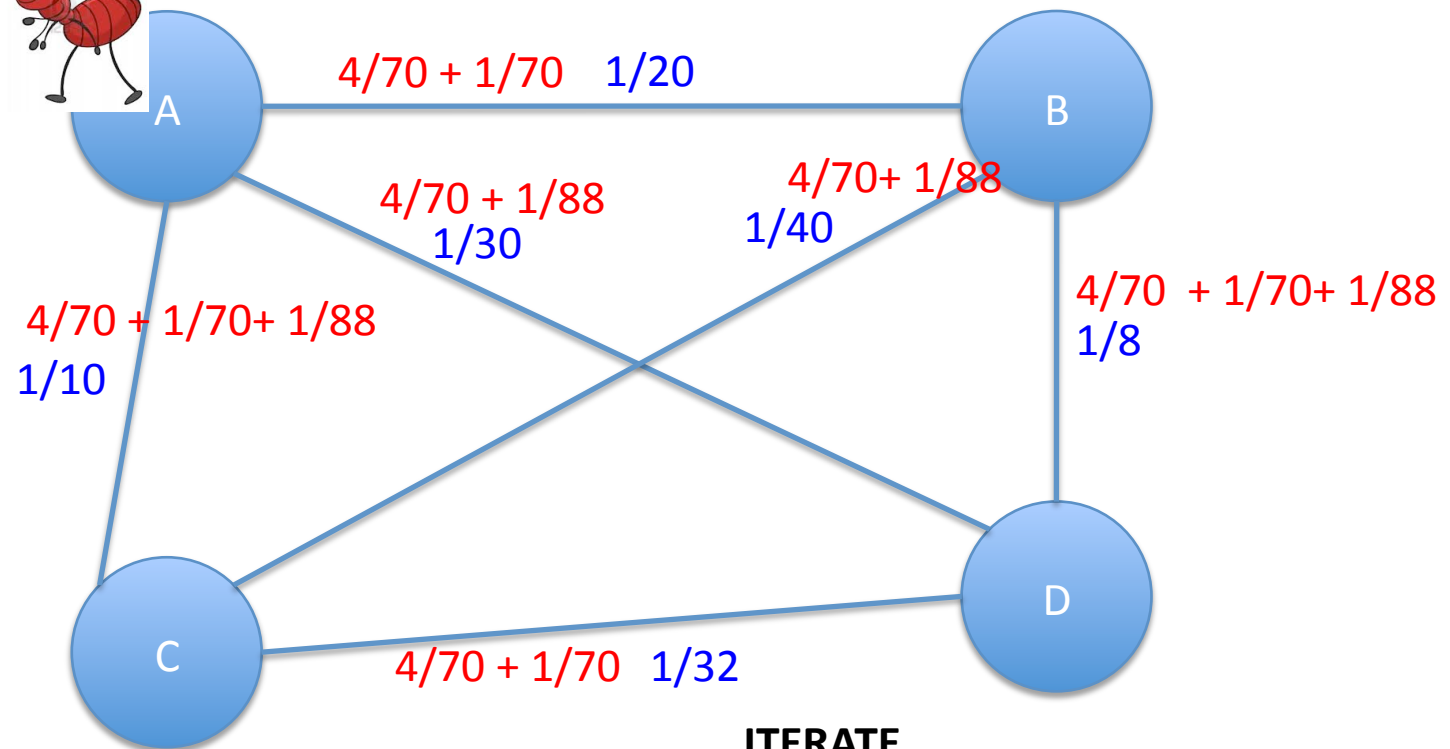 4/70 + 1/70 1/20
A
B
4/70+ 1/88
4/70 + 1/88
1/40
1/30
4/70 + 1/70+ 1/88
4/70 + 1/70+ 1/88
1/8
1/10
D
C
4/70 + 1/70 1/32
ITERATE